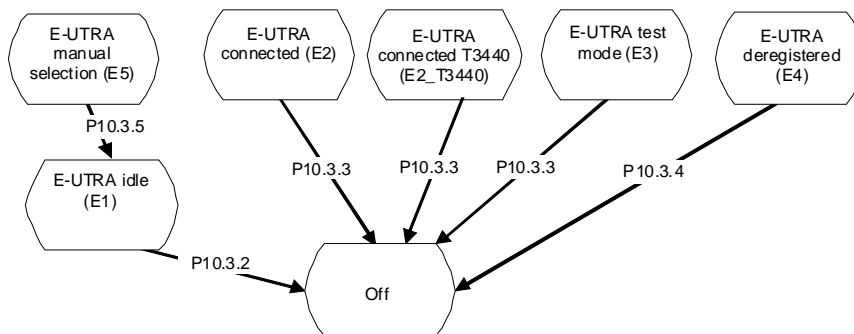 E-UTRA
manual
selection (E5)
E-UTRA
connected (E2)
E-UTRA
connected T3440
(E2_T3440)
E-UTRA test
mode (E3)
E-UTRA
deregistered
(E4)
P10.3.5
P10.3.3
P10.3.3
P10.3.3
P10.3.4
E-UTRA idle
(E1)
P10.3.2
Off